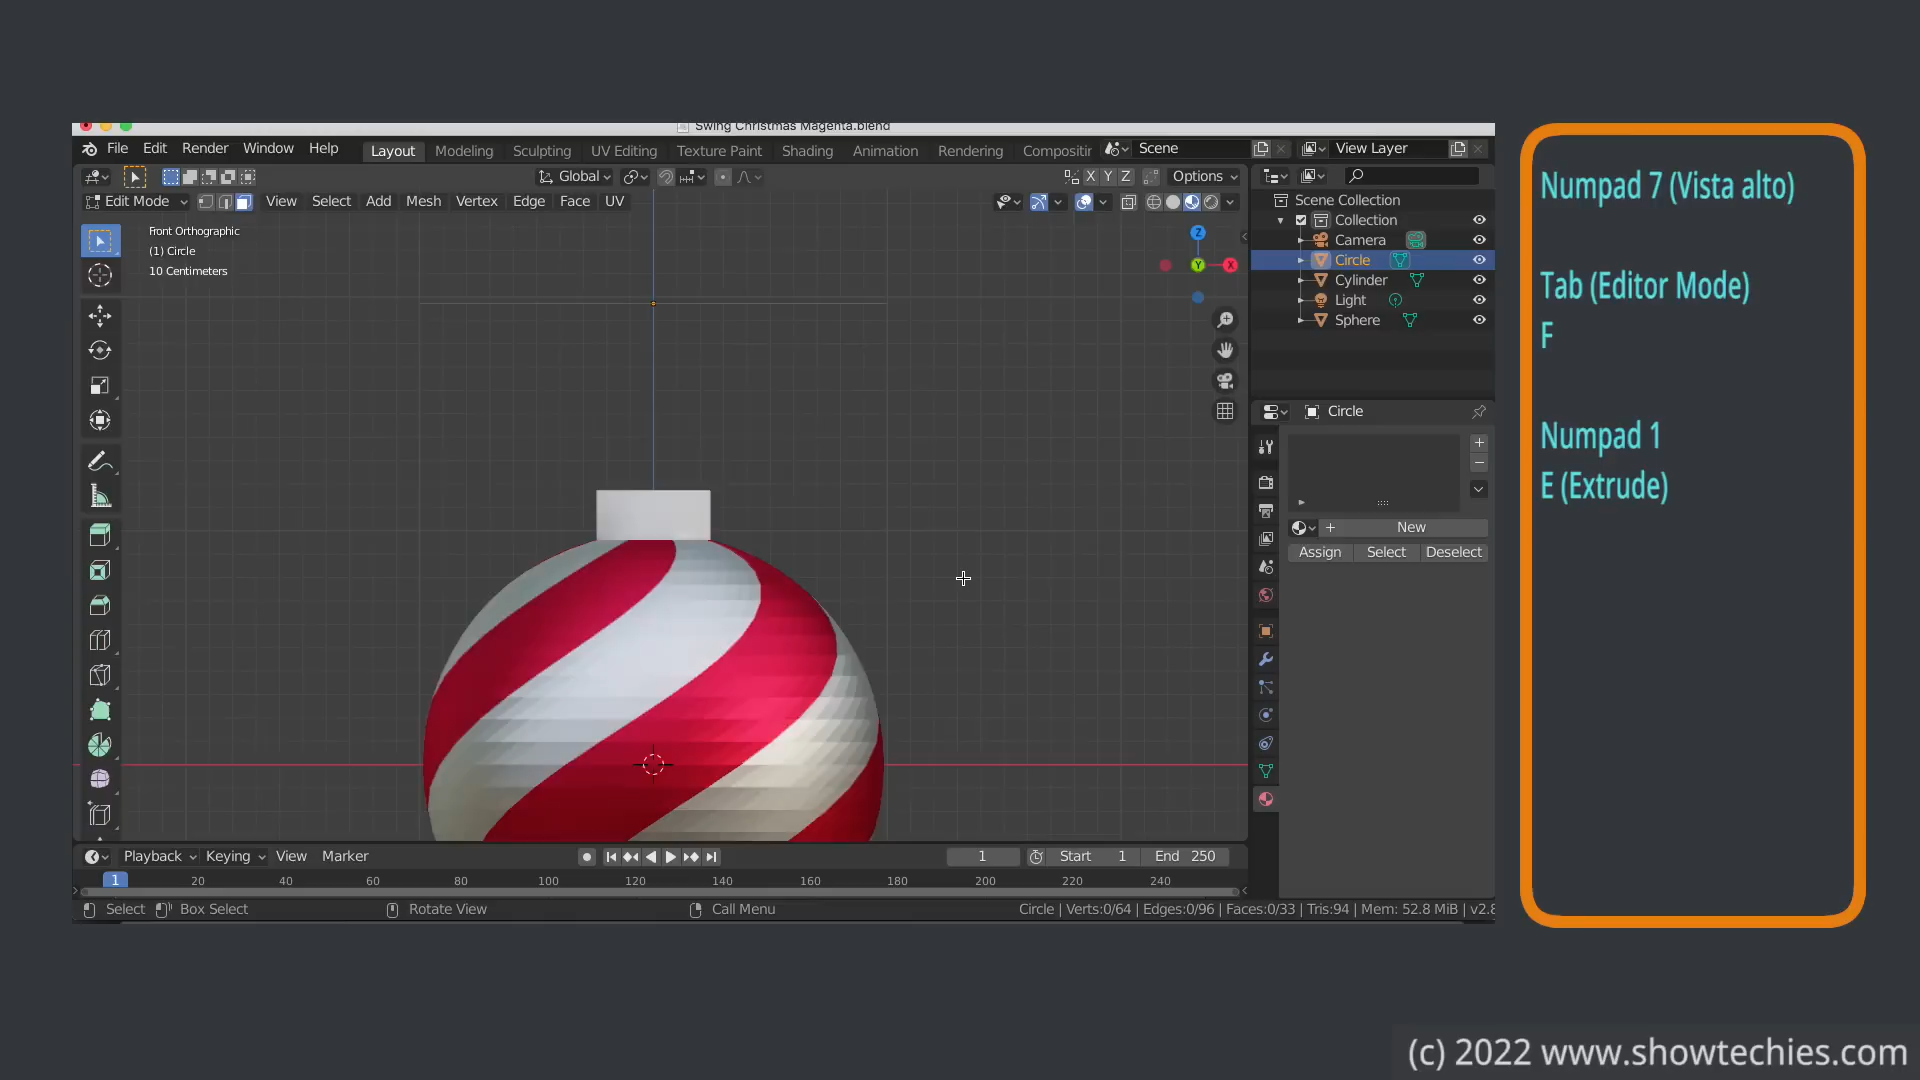 Swing Christmas Magenta.blend
File Edit Render Window Help Layout Modeling Sculpting UV Editing Texture Paint Shading Animation Rendering Compositir Scene View Layer
Global X Y Z Options
Edit Mode View Select Add Mesh Vertex Edge Face UV
Front Orthographic
(1) Circle
10 Centimeters
Z
Y
X
Scene Collection
Collection
Camera
Circle
Cylinder
Light
Sphere
Circle
New
Assign Select Deselect
Playback Keying View Marker 1 Start 1 End 250
1 20 40 60 80 100 120 140 160 180 200 220 240
Select Box Select Rotate View Call Menu Circle | Verts:0/64 | Edges:0/96 | Faces:0/33 | Tris:94 | Mem: 52.8 MiB | v2.8
Numpad 7 (Vista alto)
Tab (Editor Mode)
F
Numpad 1
E (Extrude)
(c) 2022 www.showtechies.com